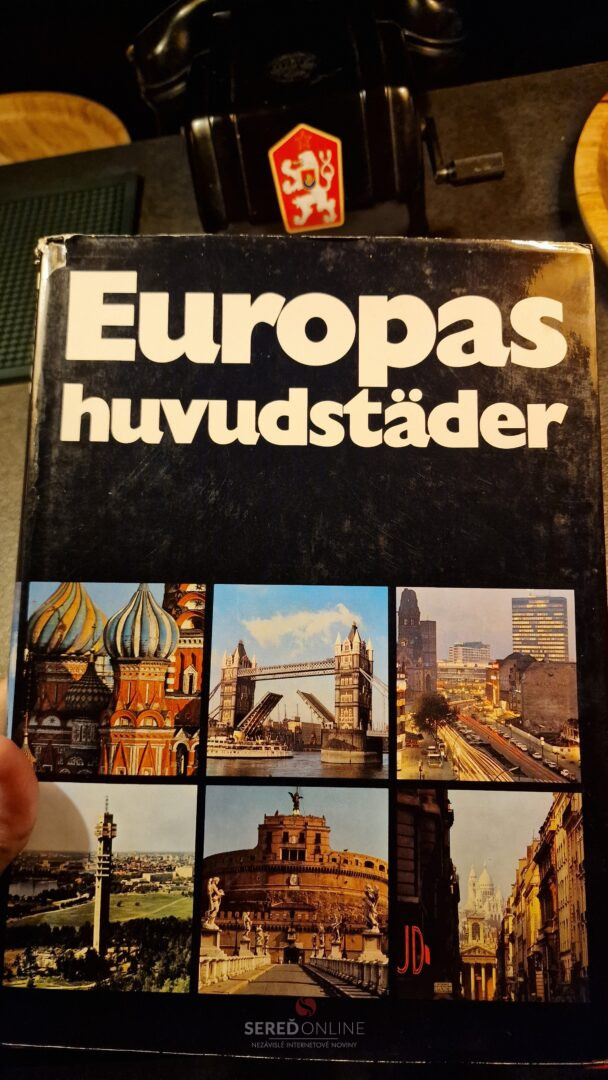 Europas
huvudstäder
JD
SEREĎ ONLINE
NEZÁVISLÉ INTERNETOVÉ NOVINY